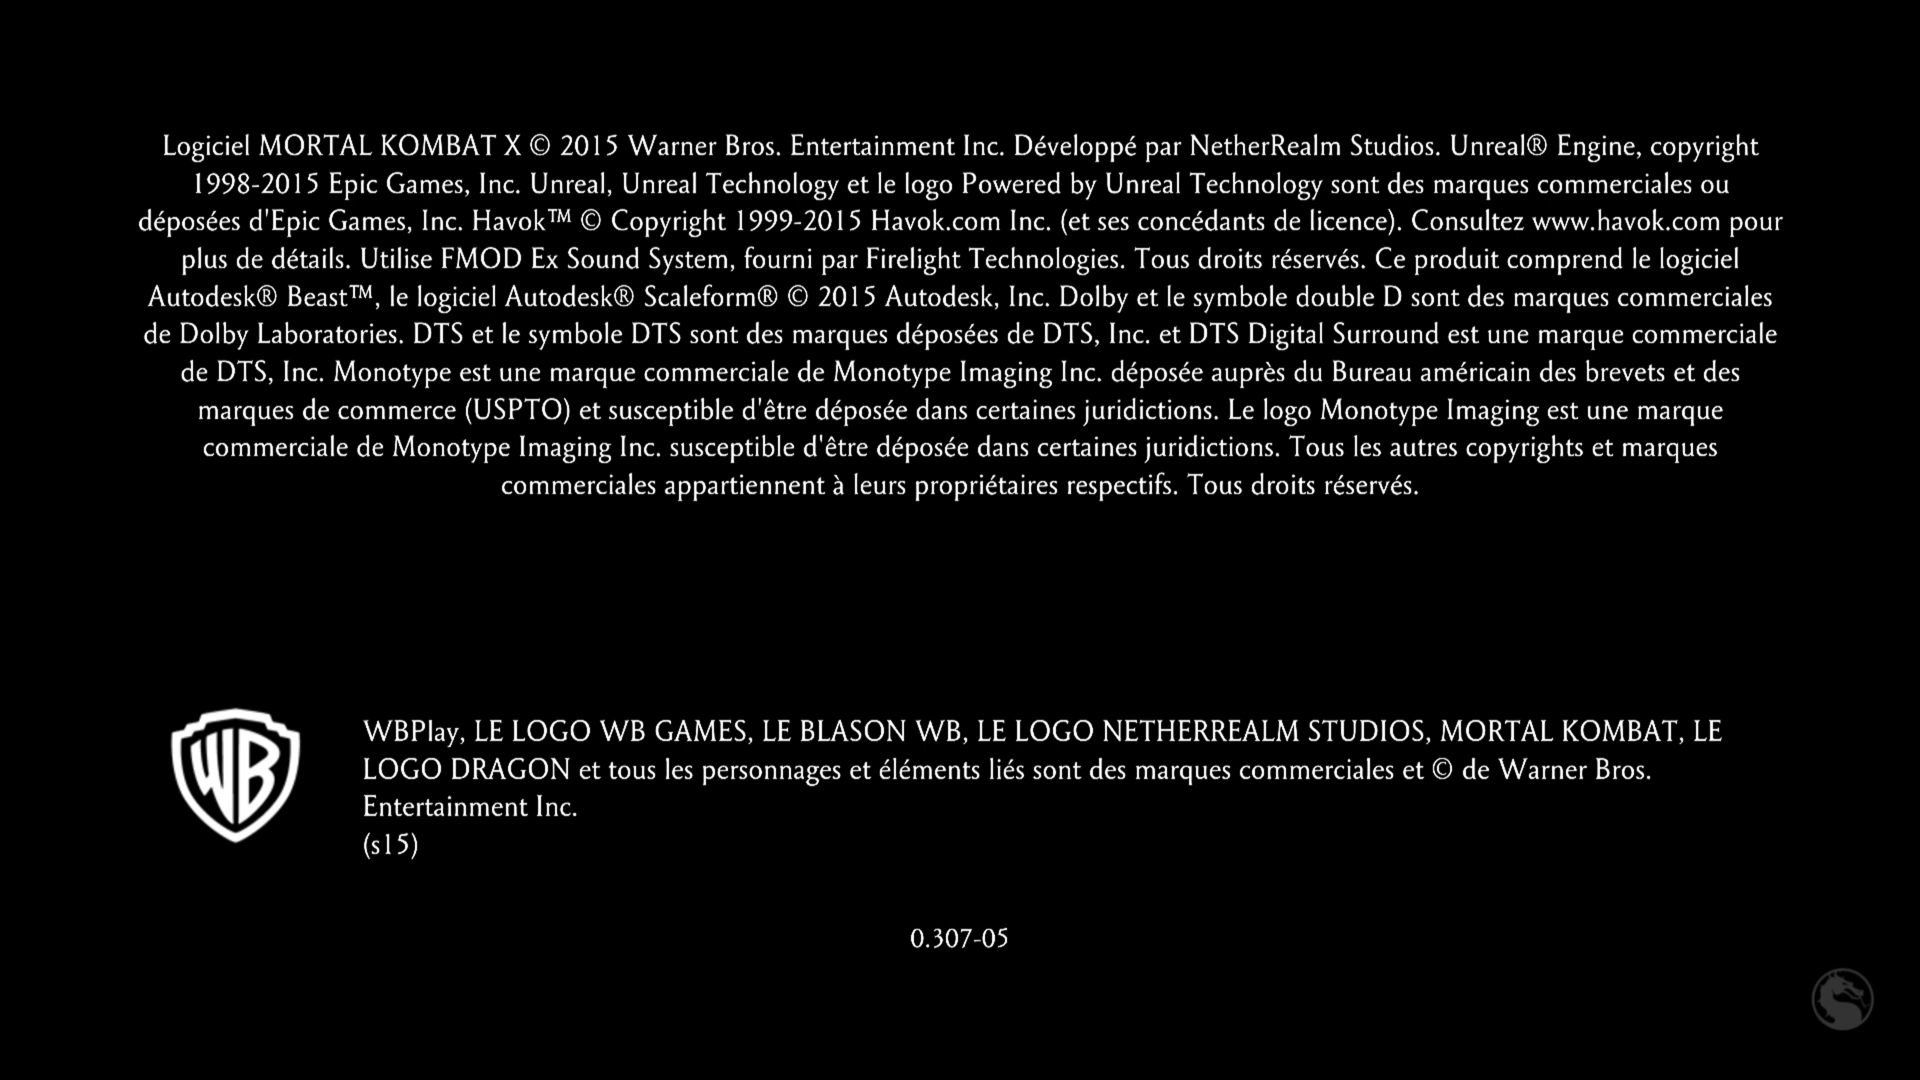 Logiciel MORTAL KOMBAT X © 2015 Warner Bros. Entertainment Inc. Développé par NetherRealm Studios. Unreal® Engine, copyright
1998-2015 Epic Games, Inc. Unreal, Unreal Technology et le logo Powered by Unreal Technology sont des marques commerciales ou
déposées d'Epic Games, Inc. Havok™ © Copyright 1999-2015 Havok.com Inc. (et ses concédants de licence). Consultez www.havok.com pour
plus de détails. Utilise FMOD Ex Sound System, fourni par Firelight Technologies. Tous droits réservés. Ce produit comprend le logiciel
Autodesk® Beast™, le logiciel Autodesk® Scaleform® © 2015 Autodesk, Inc. Dolby et le symbole double D sont des marques commerciales
de Dolby Laboratories. DTS et le symbole DTS sont des marques déposées de DTS, Inc. et DTS Digital Surround est une marque commerciale
de DTS, Inc. Monotype est une marque commerciale de Monotype Imaging Inc. déposée auprès du Bureau américain des brevets et des
marques de commerce (USPTO) et susceptible d'être déposée dans certaines juridictions. Le logo Monotype Imaging est une marque
commerciale de Monotype Imaging Inc. susceptible d'être déposée dans certaines juridictions. Tous les autres copyrights et marques
commerciales appartiennent à leurs propriétaires respectifs. Tous droits réservés.
WB
WBPlay, LE LOGO WB GAMES, LE BLASON WB, LE LOGO NETHERREALM STUDIOS, MORTAL KOMBAT, LE
LOGO DRAGON et tous les personnages et éléments liés sont des marques commerciales et © de Warner Bros.
Entertainment Inc.
(s15)
0.307-05